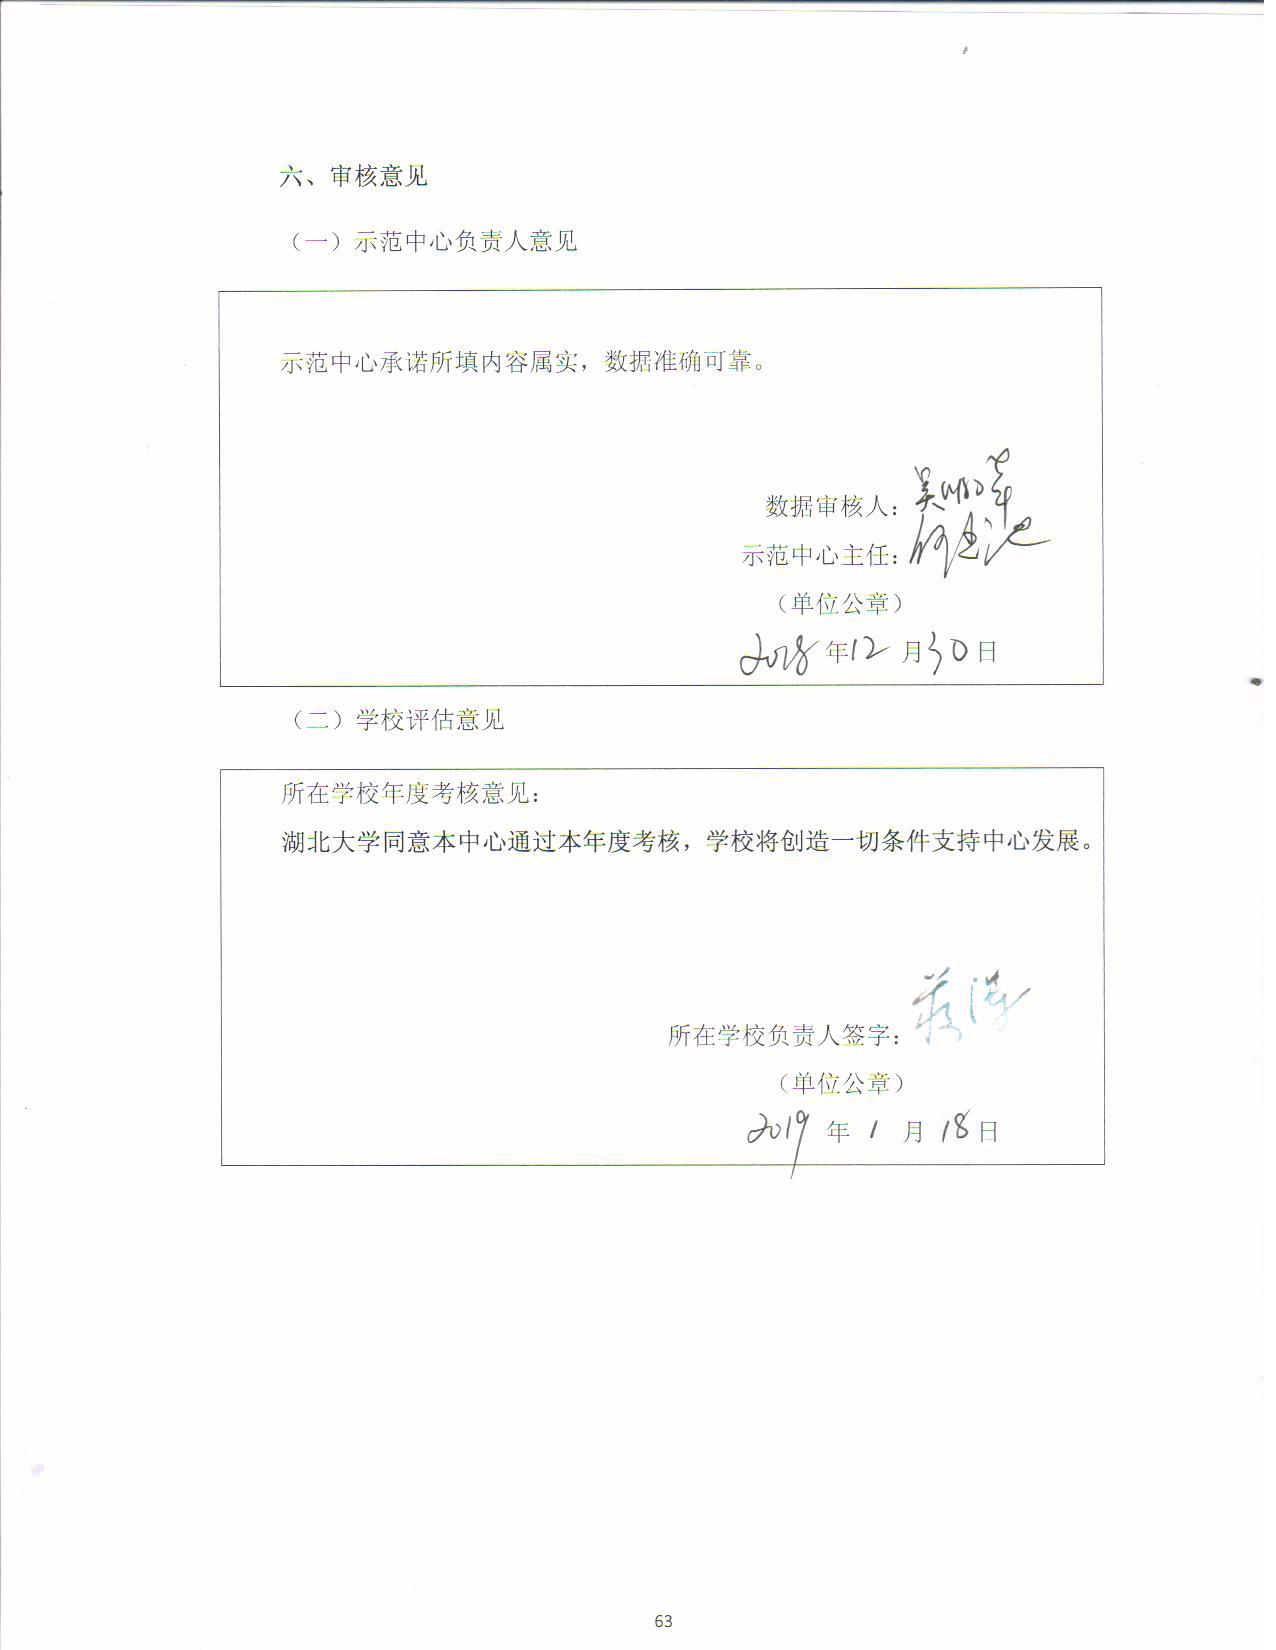 六、审核意见
（一）示范中心负责人意见
示范中心承诺所填内容属实，数据准确可靠。
数据审核人：吴
示范中心主任：何
（单位公章）
2018年12月30日
（二）学校评估意见
所在学校年度考核意见：
湖北大学同意本中心通过本年度考核，学校将创造一切条件支持中心发展。
所在学校负责人签字：蒋涛
（单位公章）
2019年1月18日
63